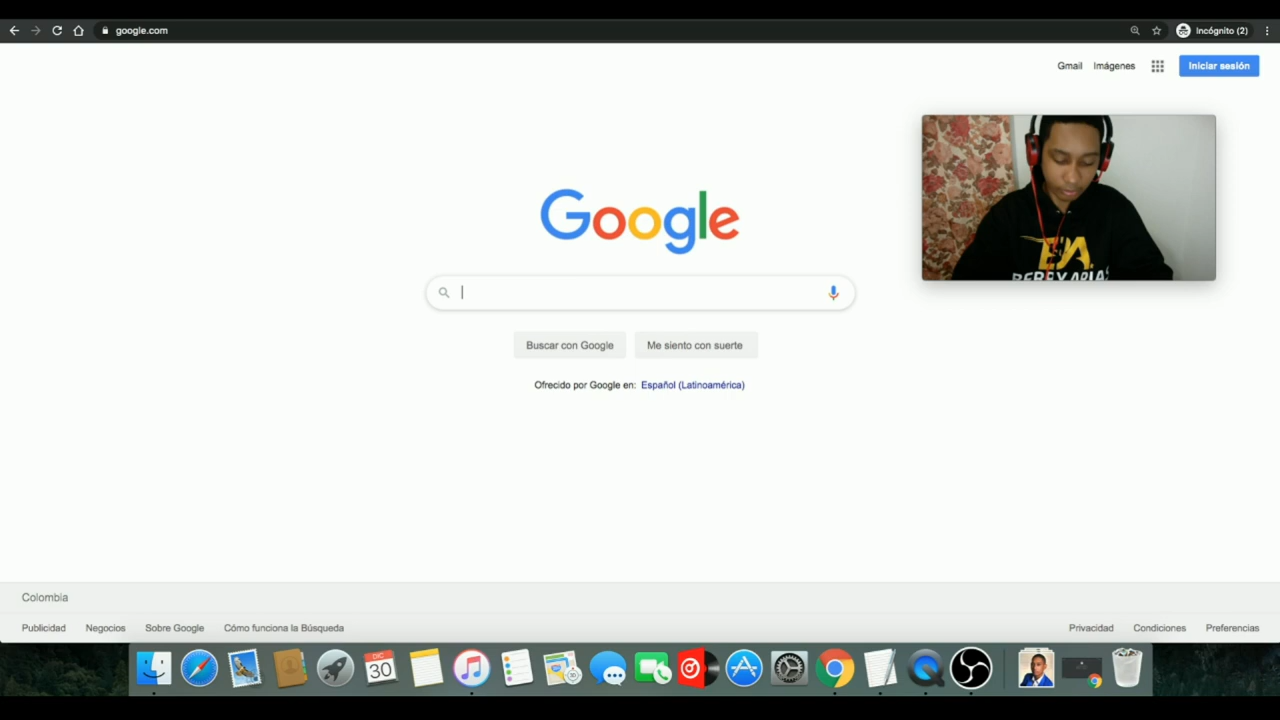 google.com
Incógnito (2)
Gmail
Imágenes
Iniciar sesión
Google
Buscar con Google
Me siento con suerte
Ofrecido por Google en: Español (Latinoamérica)
Colombia
Publicidad
Negocios
Sobre Google
Cómo funciona la Búsqueda
Privacidad
Condiciones
Preferencias
DIC
30